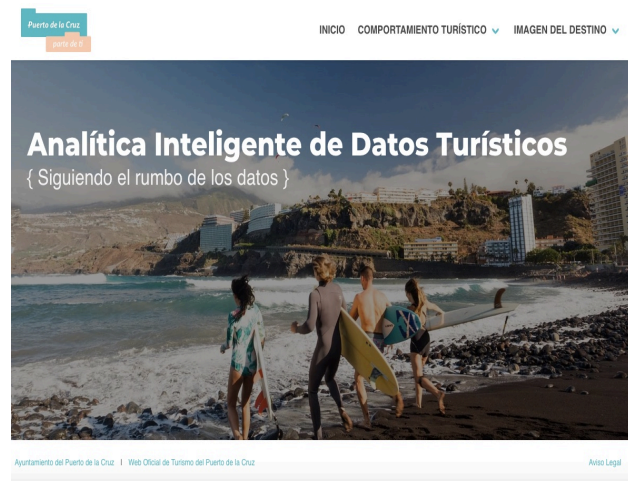 Puerto de la Cruz
parte de ti
INICIO COMPORTAMIENTO TURÍSTICO IMAGEN DEL DESTINO
Analítica Inteligente de Datos Turísticos
{ Siguiendo el rumbo de los datos }
Ayuntamiento del Puerto de la Cruz I Web Oficial de Turismo del Puerto de la Cruz Aviso Legal